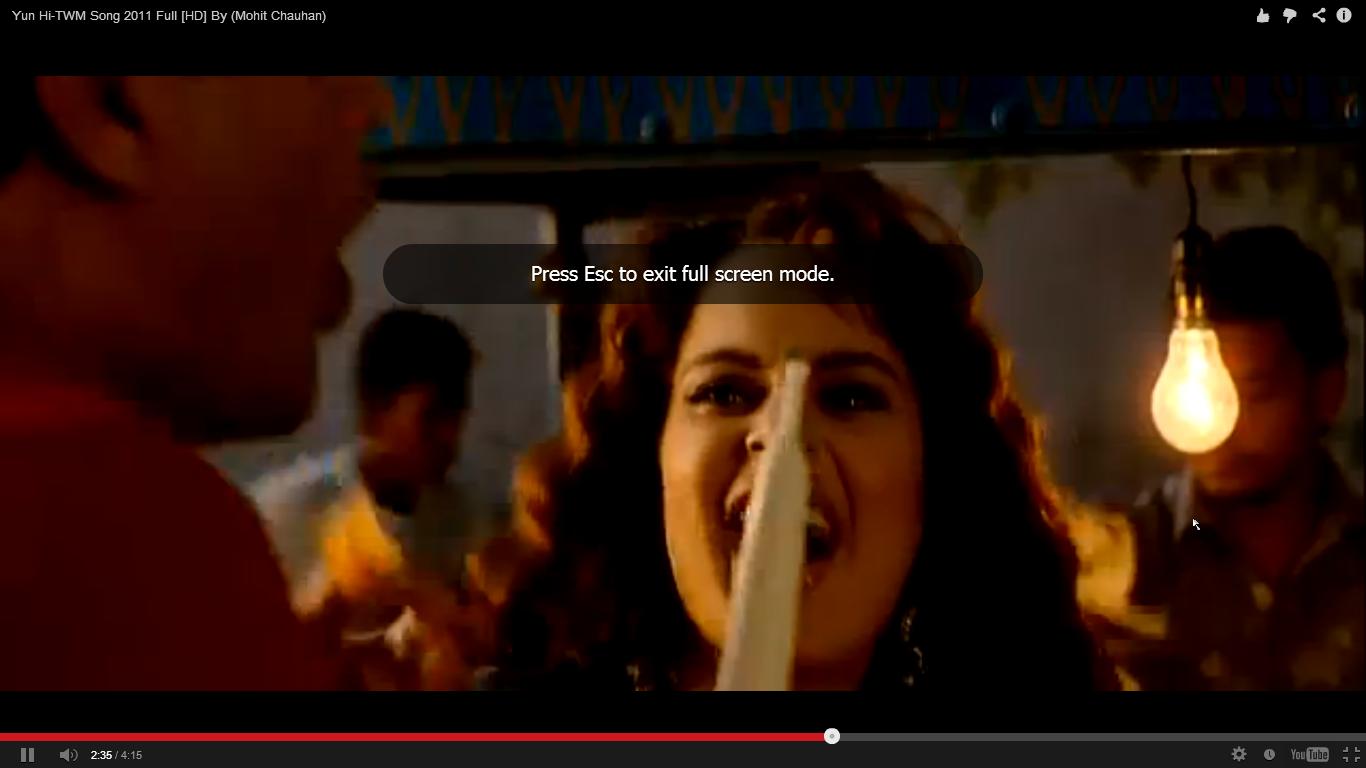 Yun Hi-TWM Song 2011 Full [HD] By (Mohit Chauhan)
Press Esc to exit full screen mode.
2:35 / 4:15
YouTube